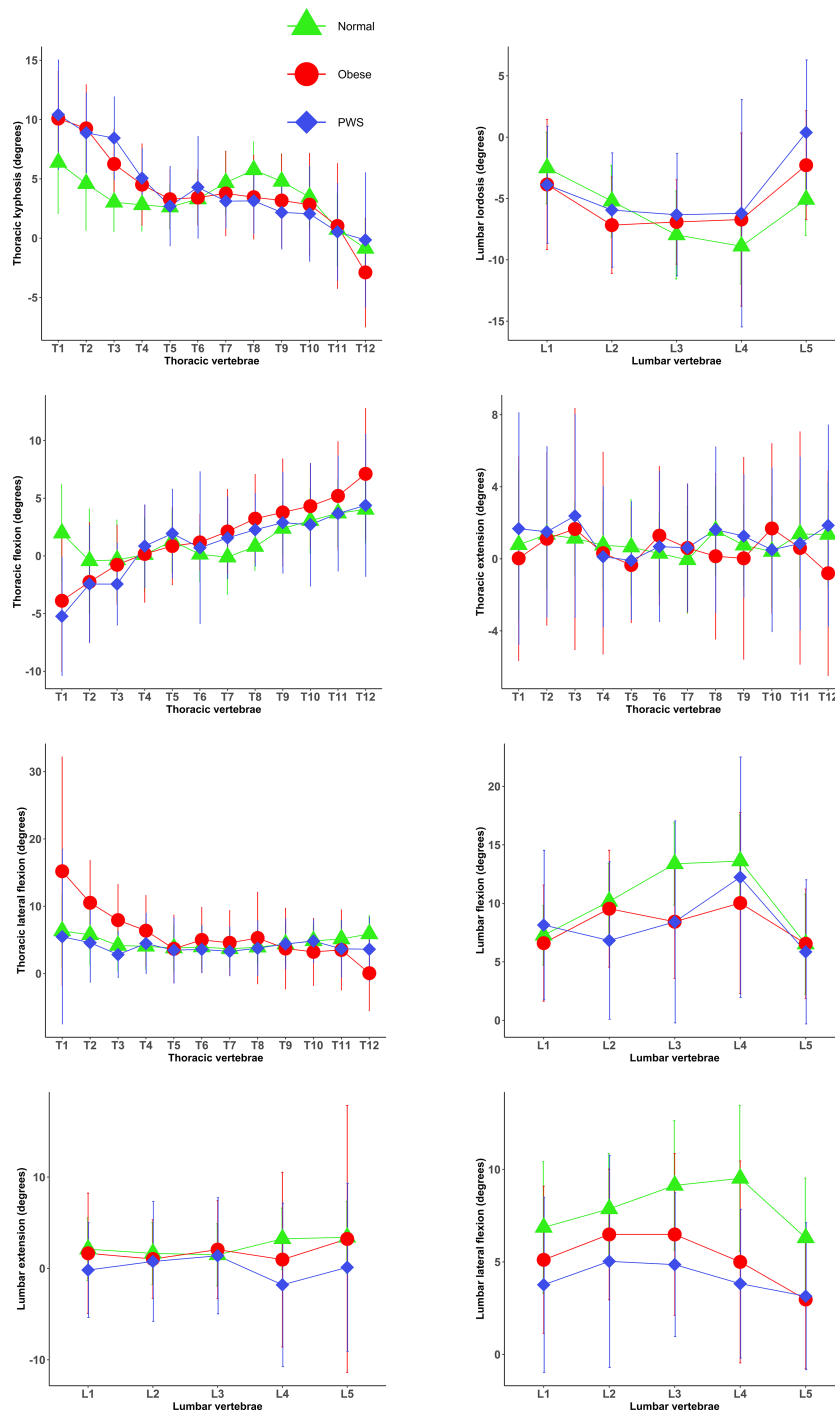 Normal
Obese
PWS
Thoracic kyphosis (degrees)
15
10
5
0
-5
T1 T2 T3 T4 T5 T6 T7 T8 T9 T10 T11 T12
Thoracic vertebrae
Lumbar lordosis (degrees)
5
0
-5
-10
-15
L1 L2 L3 L4 L5
Lumbar vertebrae
Thoracic flexion (degrees)
10
5
0
-5
-10
T1 T2 T3 T4 T5 T6 T7 T8 T9 T10 T11 T12
Thoracic vertebrae
Thoracic extension (degrees)
8
4
0
-4
T1 T2 T3 T4 T5 T6 T7 T8 T9 T10 T11 T12
Thoracic vertebrae
Thoracic lateral flexion (degrees)
30
20
10
0
T1 T2 T3 T4 T5 T6 T7 T8 T9 T10 T11 T12
Thoracic vertebrae
Lumbar flexion (degrees)
20
15
10
5
0
L1 L2 L3 L4 L5
Lumbar vertebrae
Lumbar extension (degrees)
10
0
-10
L1 L2 L3 L4 L5
Lumbar vertebrae
Lumbar lateral flexion (degrees)
10
5
0
L1 L2 L3 L4 L5
Lumbar vertebrae